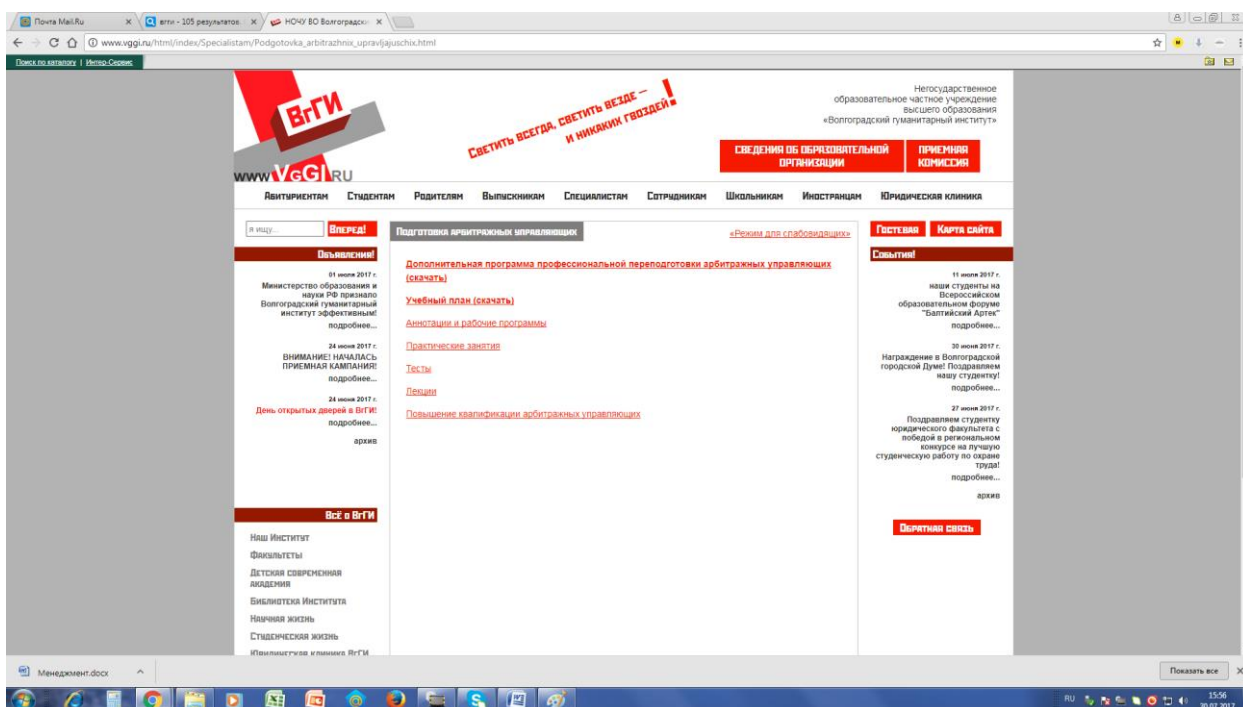 Почта Mail.Ru
вгги - 105 результатов
НОЧУ ВО Волгоградски
www.vggi.ru/html/index/Specialistam/Podgotovka_arbitrazhnix_upravljajuschix.html
Поиск по каталогу | Интер-Сервис
ВгГИ
www.VgGI.ru
Светить всегда, светить везде –
и никаких гвоздей!
Негосударственное
образовательное частное учреждение
высшего образования
«Волгоградский гуманитарный институт»
Сведения об образовательной
организации
Приемная
комиссия
Абитуриентам Студентам Родителям Выпускникам Специалистам Сотрудникам Школьникам Иностранцам Юридическая клиника
я ищу...
Вперед!
Объявления!
01 июля 2017 г.
Министерство образования и
науки РФ признало
Волгоградский гуманитарный
институт эффективным!
подробнее...
24 июня 2017 г.
ВНИМАНИЕ! НАЧАЛАСЬ
ПРИЕМНАЯ КАМПАНИЯ!
подробнее...
24 июня 2017 г.
День открытых дверей в ВгГИ!
подробнее...
архив
Всё о ВгГИ
Наш Институт
Факультеты
Детская современная
академия
Библиотека Института
Научная жизнь
Студенческая жизнь
Юридическая клиника ВгГИ
Подготовка арбитражных управляющих
«Режим для слабовидящих»
Дополнительная программа профессиональной переподготовки арбитражных управляющих
(скачать)
Учебный план (скачать)
Аннотации и рабочие программы
Практические занятия
Тесты
Лекции
Повышение квалификации арбитражных управляющих
Гостевая
Карта сайта
События!
11 июля 2017 г.
наши студенты на
Всероссийском
образовательном форуме
"Балтийский Артек"
подробнее...
30 июня 2017 г.
Награждение в Волгоградской
городской Думе! Поздравляем
нашу студентку!
подробнее...
27 июня 2017 г.
Поздравляем студентку
юридического факультета с
победой в региональном
конкурсе на лучшую
студенческую работу по охране
труда!
подробнее...
архив
Обратная связь
Менеджмент.docx
Показать все
RU
15:56
30.07.2017